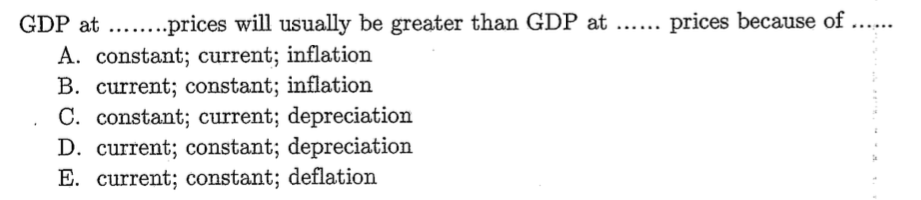 GDP at ........prices will usually be greater than GDP at ...... prices because of ......
A. constant; current; inflation
B. current; constant; inflation
C. constant; current; depreciation
D. current; constant; depreciation
E. current; constant; deflation